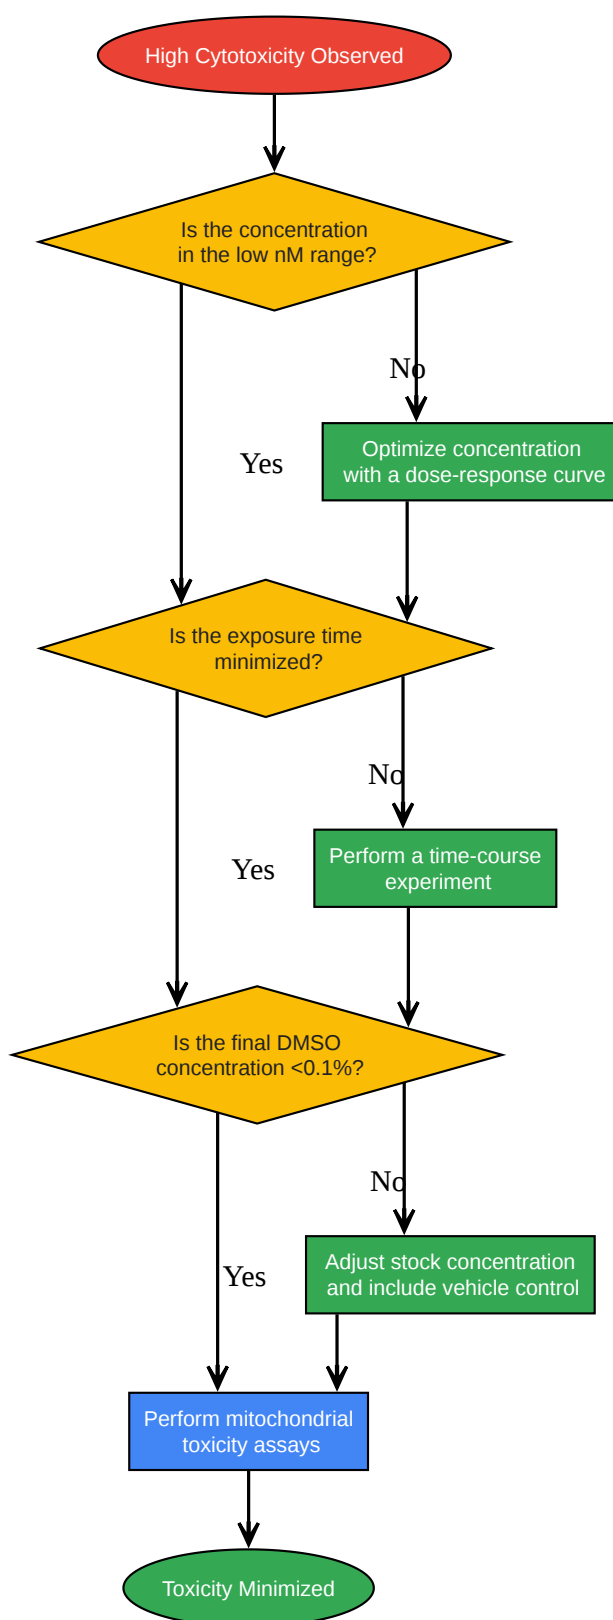 High Cytotoxicity Observed
Is the concentration
in the low nM range?
No
Optimize concentration
with a dose-response curve
Yes
Is the exposure time
minimized?
No
Perform a time-course
experiment
Yes
Is the final DMSO
concentration <0.1%?
No
Adjust stock concentration
and include vehicle control
Yes
Perform mitochondrial
toxicity assays
Toxicity Minimized